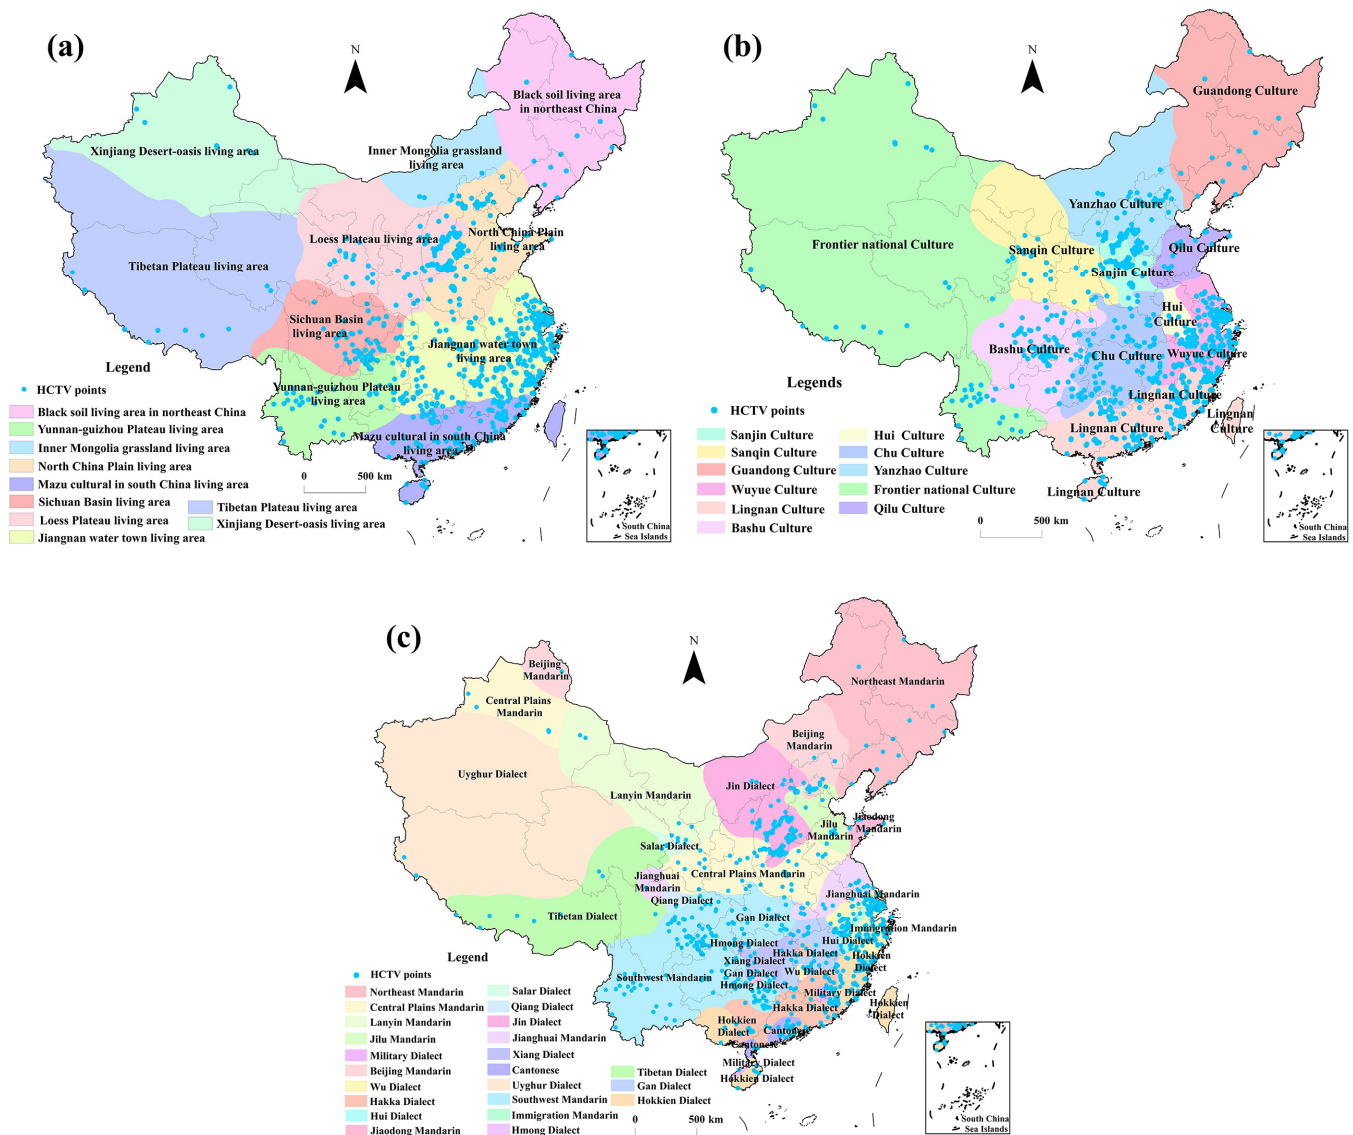 (a)
N
Black soil living area
in northeast China
Xinjiang Desert-oasis living area
Inner Mongolia grassland
living area
Loess Plateau living area
North China Plain
living area
Tibetan Plateau living area
Sichuan Basin
living area
Jiangnan water town
living area
Yunnan-guizhou Plateau
living area
Mazu cultural in south China
living area
0 500 km
Legend
HCTV points
Black soil living area in northeast China
Yunnan-guizhou Plateau living area
Inner Mongolia grassland living area
North China Plain living area
Mazu cultural in south China living area
Sichuan Basin living area
Loess Plateau living area
Jiangnan water town living area
Tibetan Plateau living area
Xinjiang Desert-oasis living area
South China
Sea Islands
(b)
N
Guandong Culture
Yanzhao Culture
Frontier national Culture
Sanqin Culture
Qilu Culture
Sanjin Culture
Hui
Culture
Bashu Culture
Chu Culture
Wuyue Culture
Lingnan Culture
Lingnan Culture
Lingnan
Culture
Lingnan Culture
Legends
HCTV points
Sanjin Culture
Sanqin Culture
Guandong Culture
Wuyue Culture
Lingnan Culture
Bashu Culture
Hui Culture
Chu Culture
Yanzhao Culture
Frontier national Culture
Qilu Culture
0 500 km
South China
Sea Islands
(c)
N
Beijing
Mandarin
Northeast Mandarin
Central Plains
Mandarin
Beijing
Mandarin
Uyghur Dialect
Jin Dialect
Lanyin Mandarin
Jiaodong
Mandarin
Jilu
Mandarin
Salar Dialect
Central Plains Mandarin
Jianghuai
Mandarin
Jianghuai Mandarin
Qiang Dialect
Tibetan Dialect
Gan Dialect
Immigration Mandarin
Hmong Dialect
Hui Dialect
Hakka Dialect
Hokkien
Dialect
Xiang Dialect
Gan Dialect
Wu Dialect
Southwest Mandarin
Hmong Dialect
Military Dialect
Hakka Dialect
Hokkien
Dialect
Hokkien
Dialect
Cantonese
Cantonese
Military Dialect
Hokkien Dialect
Legend
HCTV points
Northeast Mandarin
Central Plains Mandarin
Lanyin Mandarin
Jilu Mandarin
Military Dialect
Beijing Mandarin
Wu Dialect
Hakka Dialect
Hui Dialect
Jiaodong Mandarin
Salar Dialect
Qiang Dialect
Jin Dialect
Jianghuai Mandarin
Xiang Dialect
Cantonese
Uyghur Dialect
Southwest Mandarin
Immigration Mandarin
Hmong Dialect
Tibetan Dialect
Gan Dialect
Hokkien Dialect
0 500 km
South China
Sea Islands